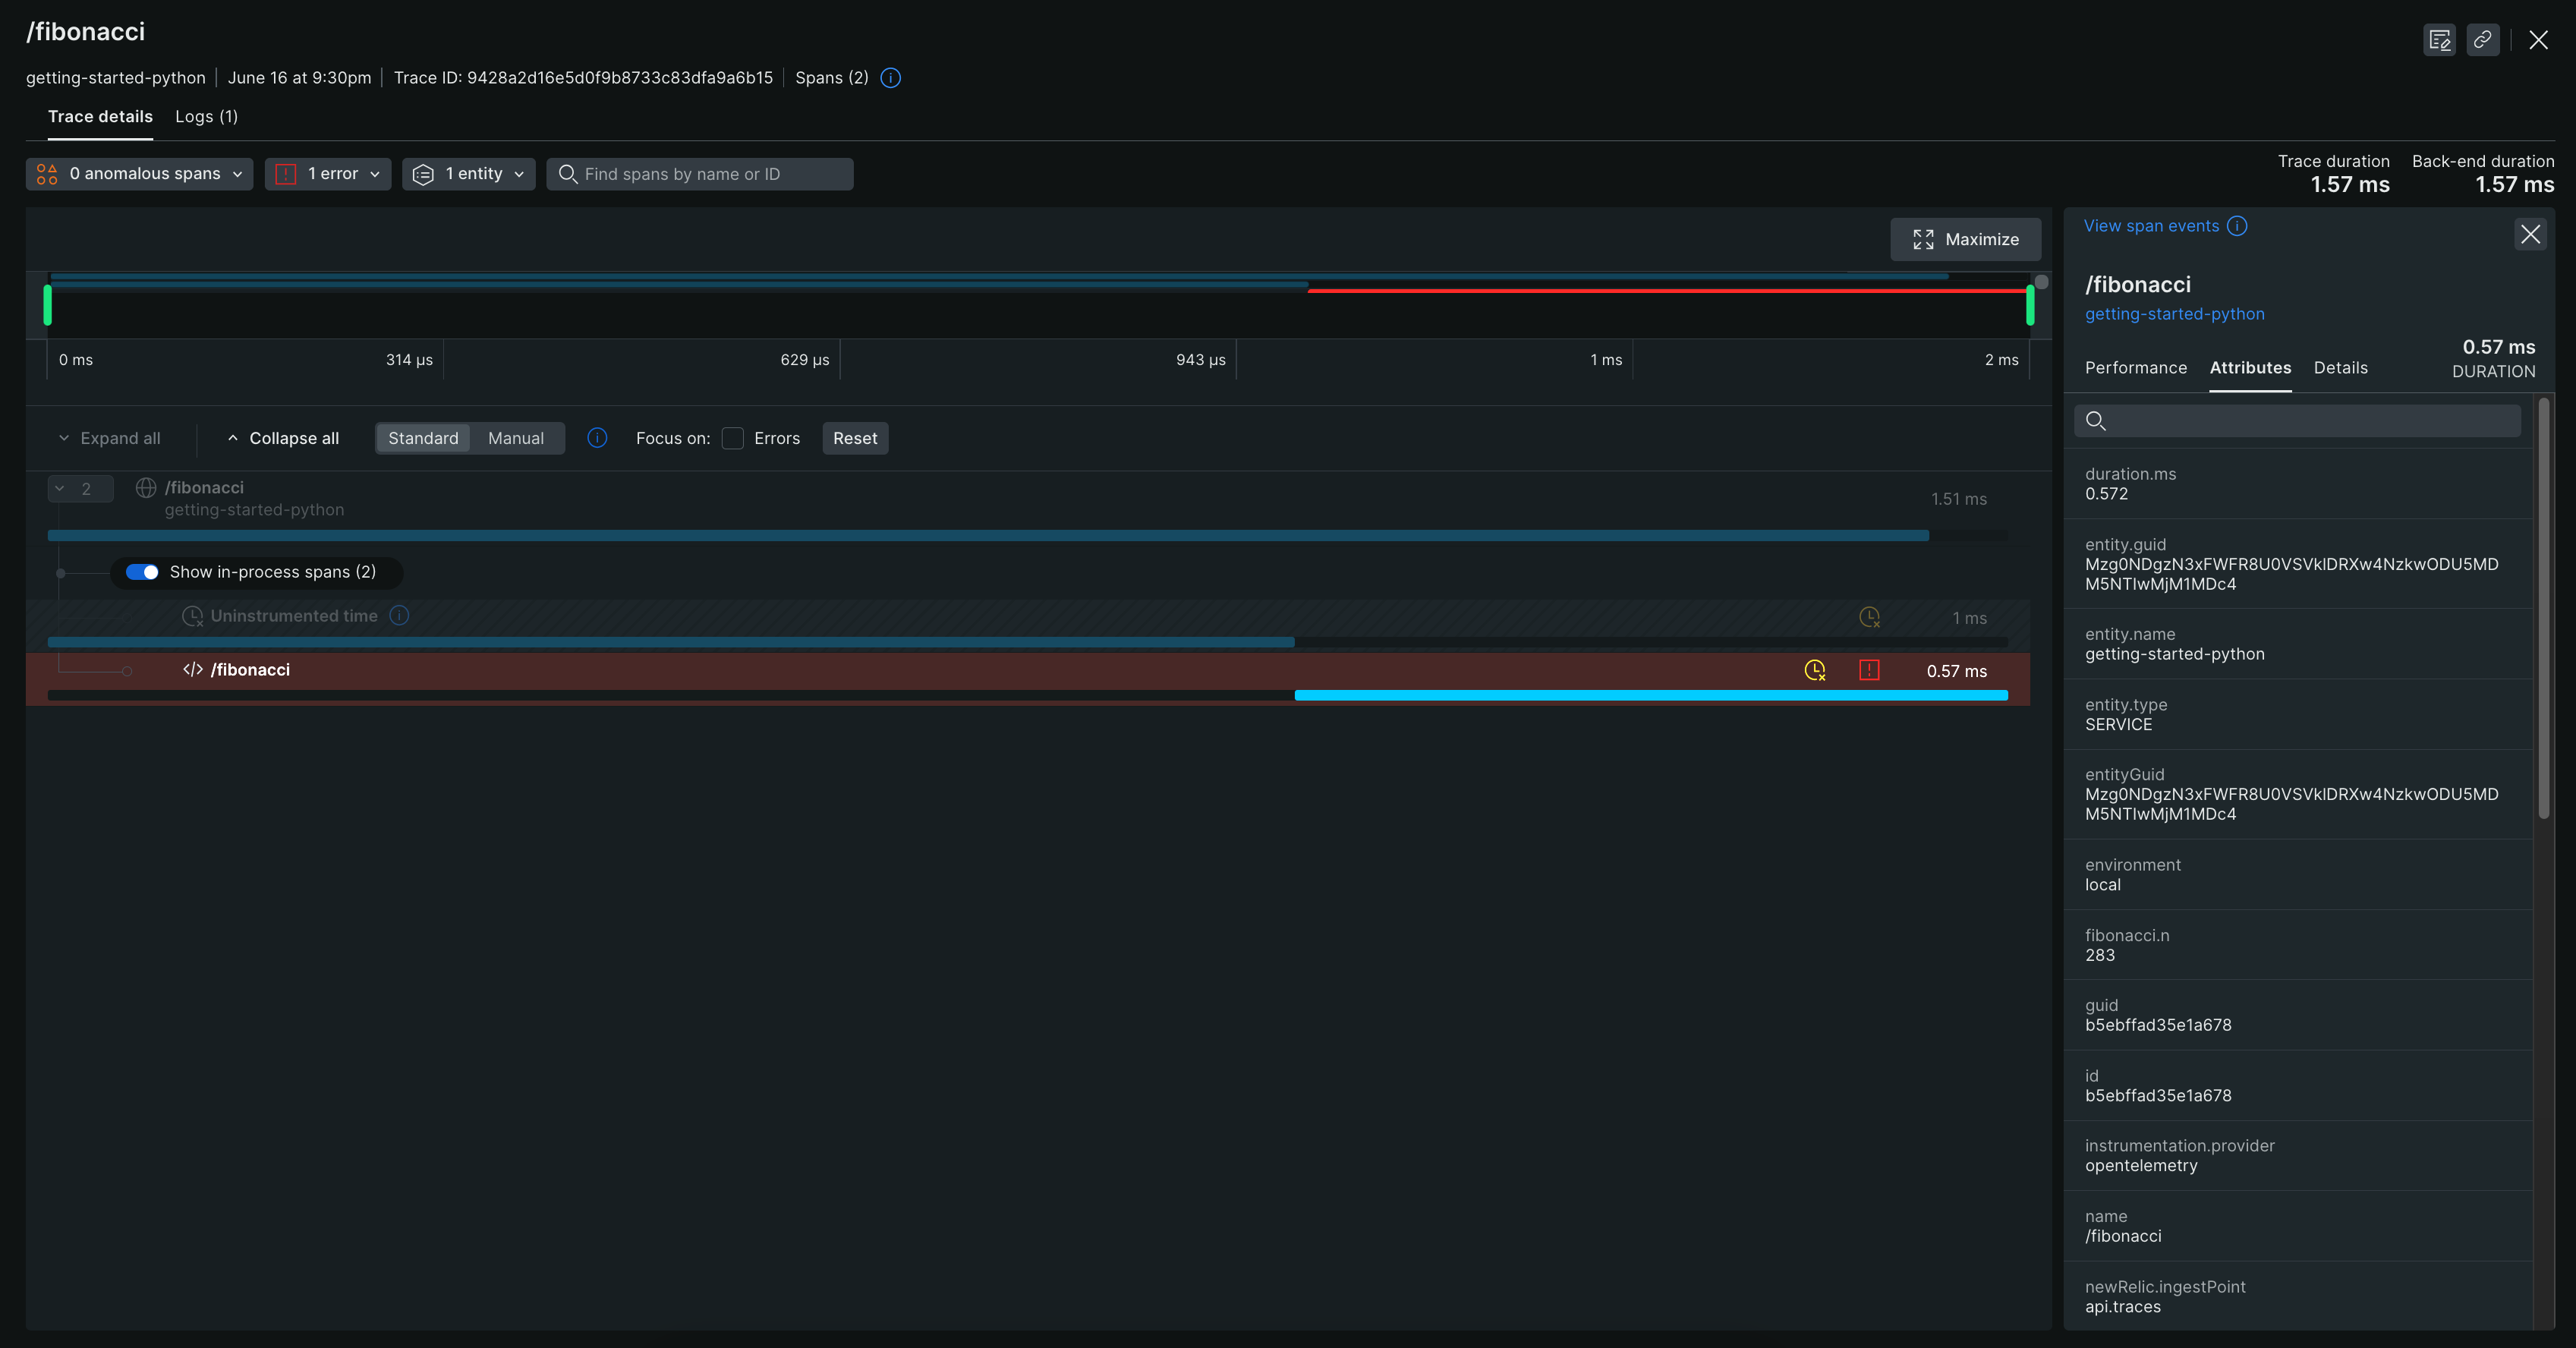 /fibonacci
getting-started-python
June 16 at 9:30pm
Trace ID: 9428a2d16e5d0f9b8733c83dfa9a6b15
Spans (2)
Trace details
Logs (1)
0 anomalous spans
1 error
1 entity
Find spans by name or ID
Trace duration
1.57 ms
Back-end duration
1.57 ms
Maximize
0 ms
314 µs
629 µs
943 µs
1 ms
2 ms
Expand all
Collapse all
Standard
Manual
Focus on:
Errors
Reset
2
/fibonacci
getting-started-python
1.51 ms
Show in-process spans (2)
Uninstrumented time
1 ms
</> /fibonacci
0.57 ms
View span events
/fibonacci
getting-started-python
0.57 ms
DURATION
Performance
Attributes
Details
duration.ms
0.572
entity.guid
Mzg0NDgzN3xFWFR8U0VSVklDRXw4NzkwODU5MD
M5NTIwMjM1MDc4
entity.name
getting-started-python
entity.type
SERVICE
entityGuid
Mzg0NDgzN3xFWFR8U0VSVklDRXw4NzkwODU5MD
M5NTIwMjM1MDc4
environment
local
fibonacci.n
283
guid
b5ebffad35e1a678
id
b5ebffad35e1a678
instrumentation.provider
opentelemetry
name
/fibonacci
newRelic.ingestPoint
api.traces